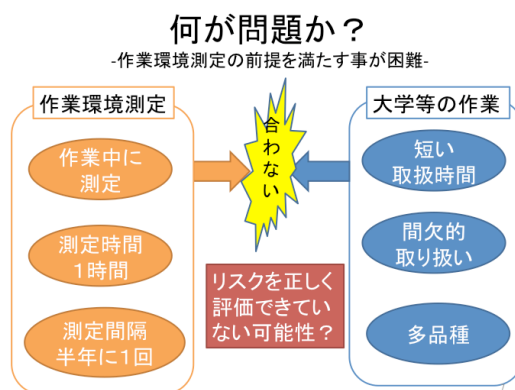 何が問題か？
-作業環境測定の前提を満たす事が困難-
作業環境測定
作業中に
測定
測定時間
１時間
測定間隔
半年に１回
合わない
リスクを正しく
評価できてい
ない可能性？
大学等の作業
短い
取扱時間
間欠的
取り扱い
多品種